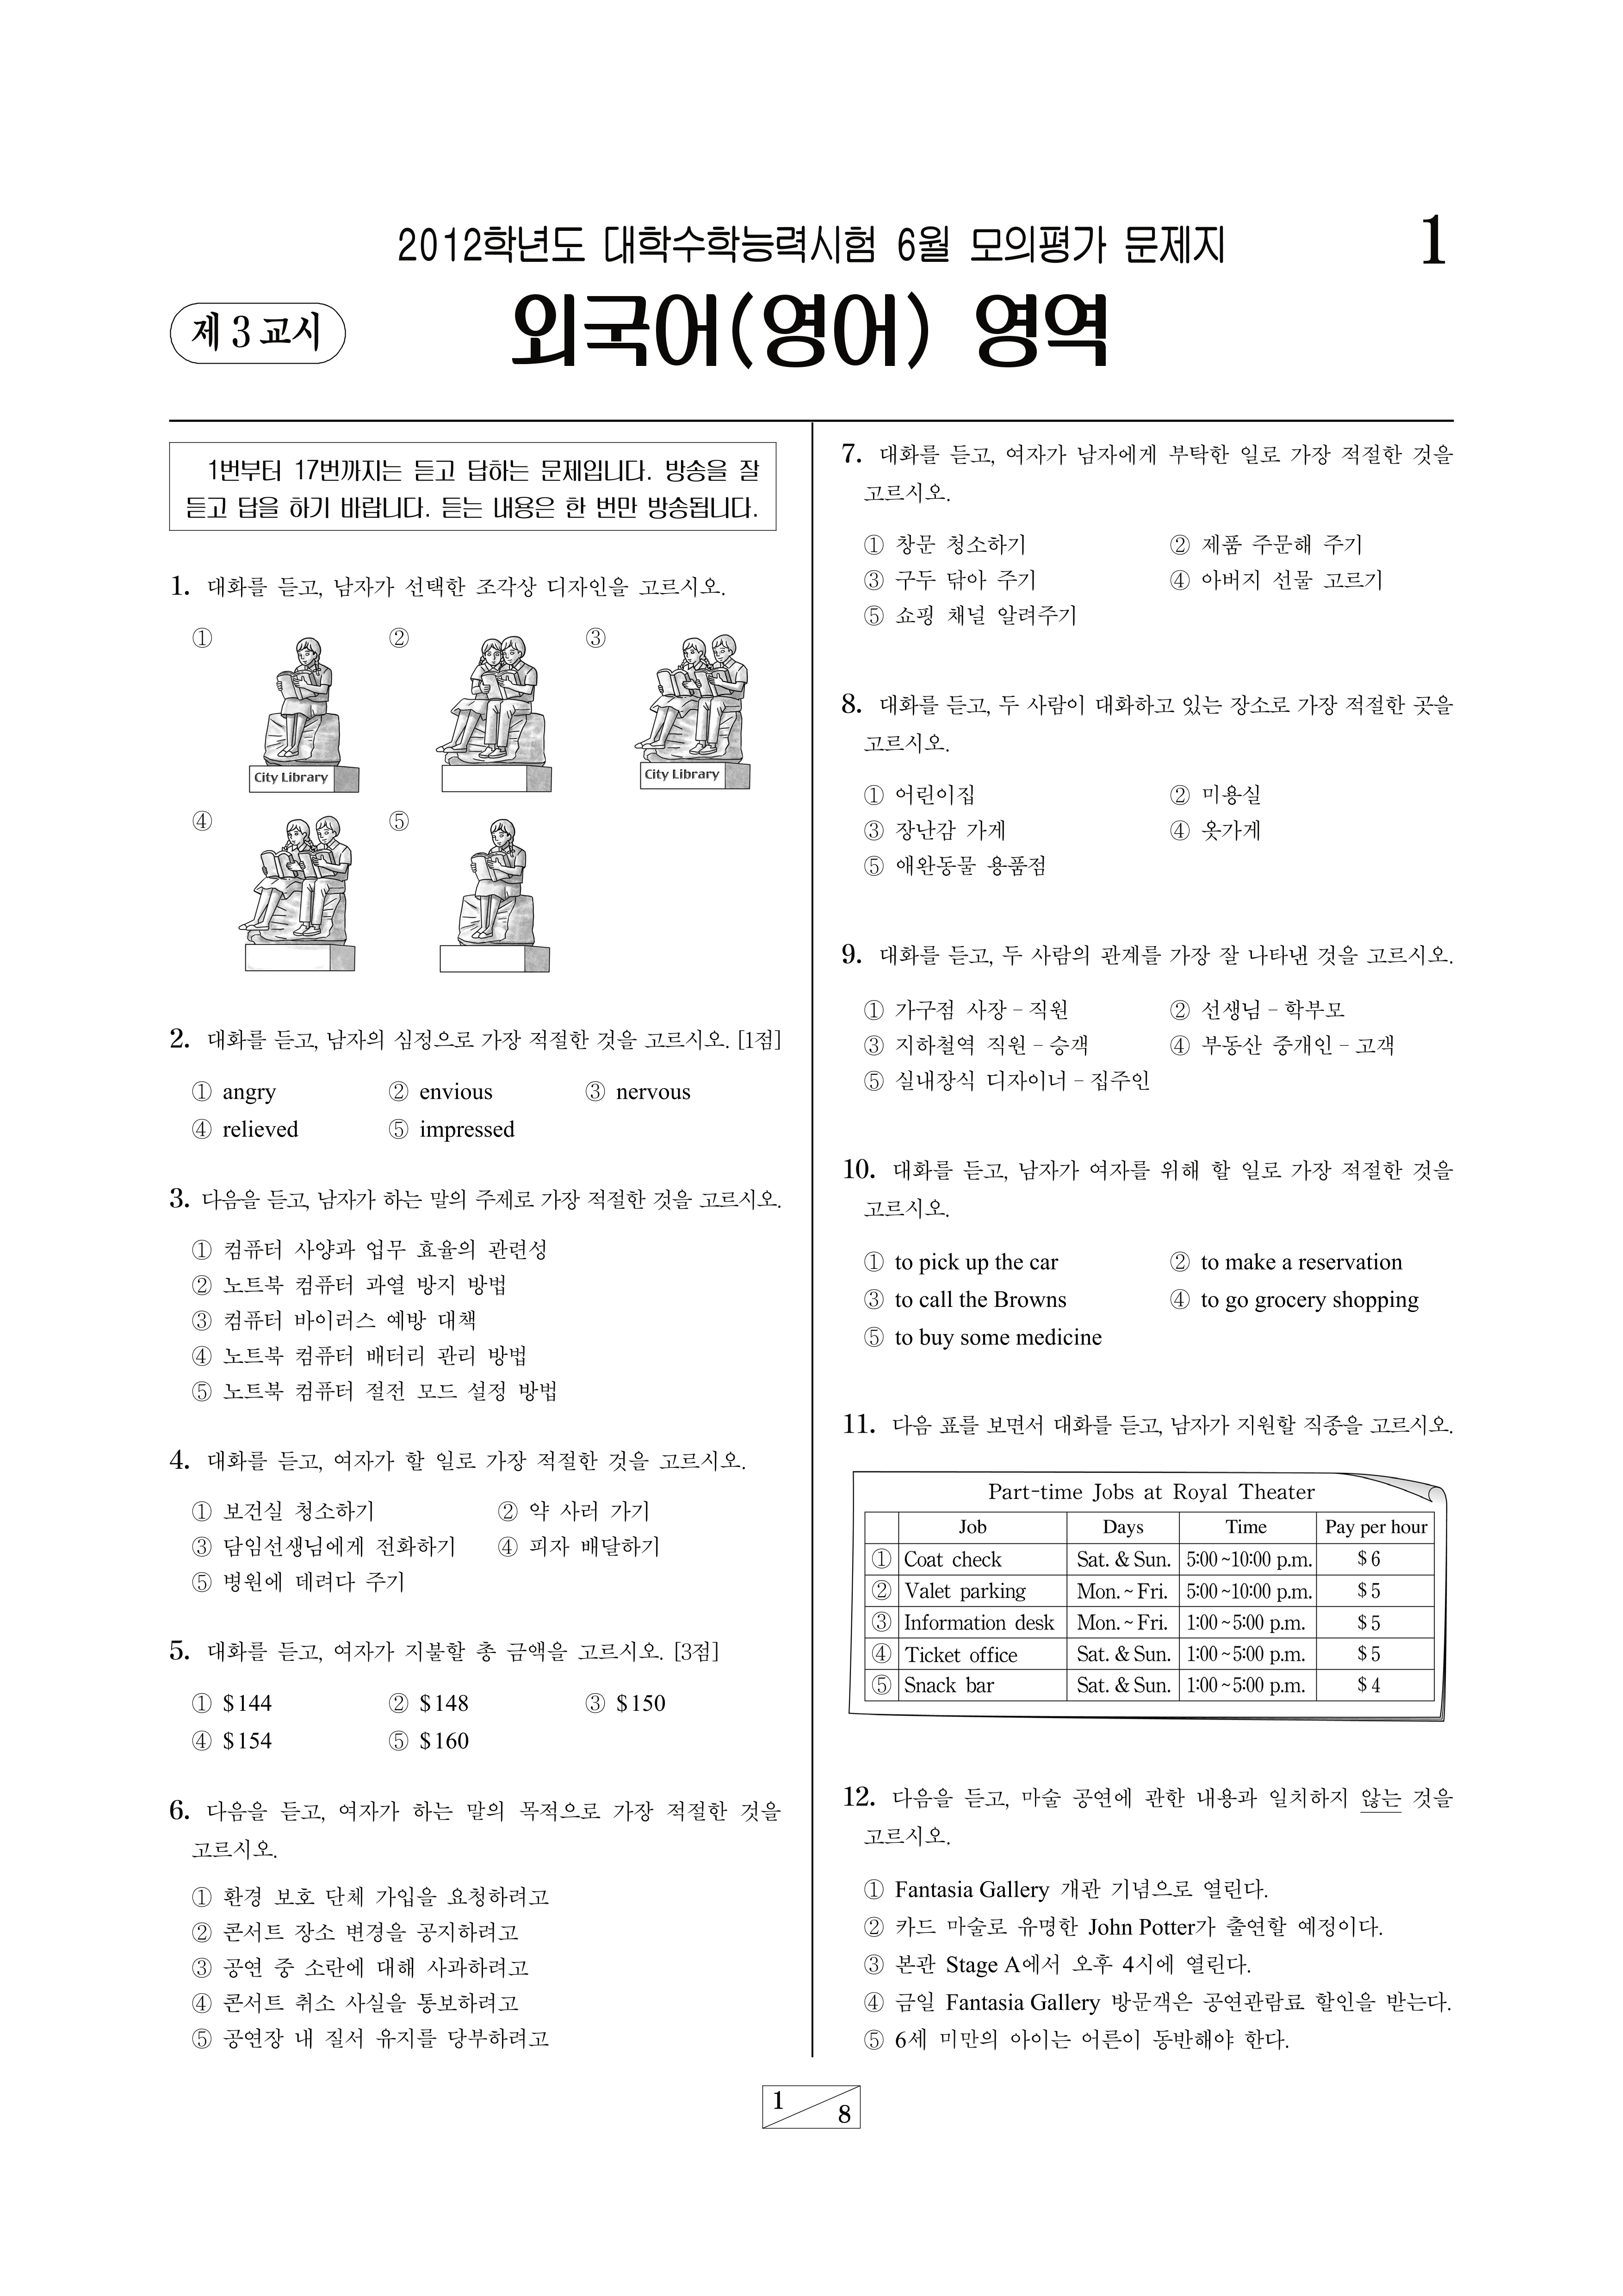 2012학년도 대학수학능력시험 6월 모의평가 문제지
1
제 3 교시
외국어(영어) 영역
1번부터 17번까지는 듣고 답하는 문제입니다. 방송을 잘
듣고 답을 하기 바랍니다. 듣는 내용은 한 번만 방송됩니다.
1. 대화를 듣고, 남자가 선택한 조각상 디자인을 고르시오.
① ② ③
City Library
City Library
④ ⑤
2. 대화를 듣고, 남자의 심정으로 가장 적절한 것을 고르시오. [1점]
① angry ② envious ③ nervous
④ relieved ⑤ impressed
3. 다음을 듣고, 남자가 하는 말의 주제로 가장 적절한 것을 고르시오.
① 컴퓨터 사양과 업무 효율의 관련성
② 노트북 컴퓨터 과열 방지 방법
③ 컴퓨터 바이러스 예방 대책
④ 노트북 컴퓨터 배터리 관리 방법
⑤ 노트북 컴퓨터 절전 모드 설정 방법
4. 대화를 듣고, 여자가 할 일로 가장 적절한 것을 고르시오.
① 보건실 청소하기 ② 약 사러 가기
③ 담임선생님에게 전화하기 ④ 피자 배달하기
⑤ 병원에 데려다 주기
5. 대화를 듣고, 여자가 지불할 총 금액을 고르시오. [3점]
① $144 ② $148 ③ $150
④ $154 ⑤ $160
6. 다음을 듣고, 여자가 하는 말의 목적으로 가장 적절한 것을
고르시오.
① 환경 보호 단체 가입을 요청하려고
② 콘서트 장소 변경을 공지하려고
③ 공연 중 소란에 대해 사과하려고
④ 콘서트 취소 사실을 통보하려고
⑤ 공연장 내 질서 유지를 당부하려고
7. 대화를 듣고, 여자가 남자에게 부탁한 일로 가장 적절한 것을
고르시오.
① 창문 청소하기 ② 제품 주문해 주기
③ 구두 닦아 주기 ④ 아버지 선물 고르기
⑤ 쇼핑 채널 알려주기
8. 대화를 듣고, 두 사람이 대화하고 있는 장소로 가장 적절한 곳을
고르시오.
① 어린이집 ② 미용실
③ 장난감 가게 ④ 옷가게
⑤ 애완동물 용품점
9. 대화를 듣고, 두 사람의 관계를 가장 잘 나타낸 것을 고르시오.
① 가구점 사장 – 직원 ② 선생님 – 학부모
③ 지하철역 직원 – 승객 ④ 부동산 중개인 – 고객
⑤ 실내장식 디자이너 – 집주인
10. 대화를 듣고, 남자가 여자를 위해 할 일로 가장 적절한 것을
고르시오.
① to pick up the car ② to make a reservation
③ to call the Browns ④ to go grocery shopping
⑤ to buy some medicine
11. 다음 표를 보면서 대화를 듣고, 남자가 지원할 직종을 고르시오.
Part-time Jobs at Royal Theater
Job Days Time Pay per hour
① Coat check Sat. & Sun. 5:00 ~10:00 p.m. $ 6
② Valet parking Mon. ~ Fri. 5:00 ~10:00 p.m. $ 5
③ Information desk Mon. ~ Fri. 1:00 ~ 5:00 p.m. $ 5
④ Ticket office Sat. & Sun. 1:00 ~ 5:00 p.m. $ 5
⑤ Snack bar Sat. & Sun. 1:00 ~ 5:00 p.m. $ 4
12. 다음을 듣고, 마술 공연에 관한 내용과 일치하지 않는 것을
고르시오.
① Fantasia Gallery 개관 기념으로 열린다.
② 카드 마술로 유명한 John Potter가 출연할 예정이다.
③ 본관 Stage A에서 오후 4시에 열린다.
④ 금일 Fantasia Gallery 방문객은 공연관람료 할인을 받는다.
⑤ 6세 미만의 아이는 어른이 동반해야 한다.
1
8